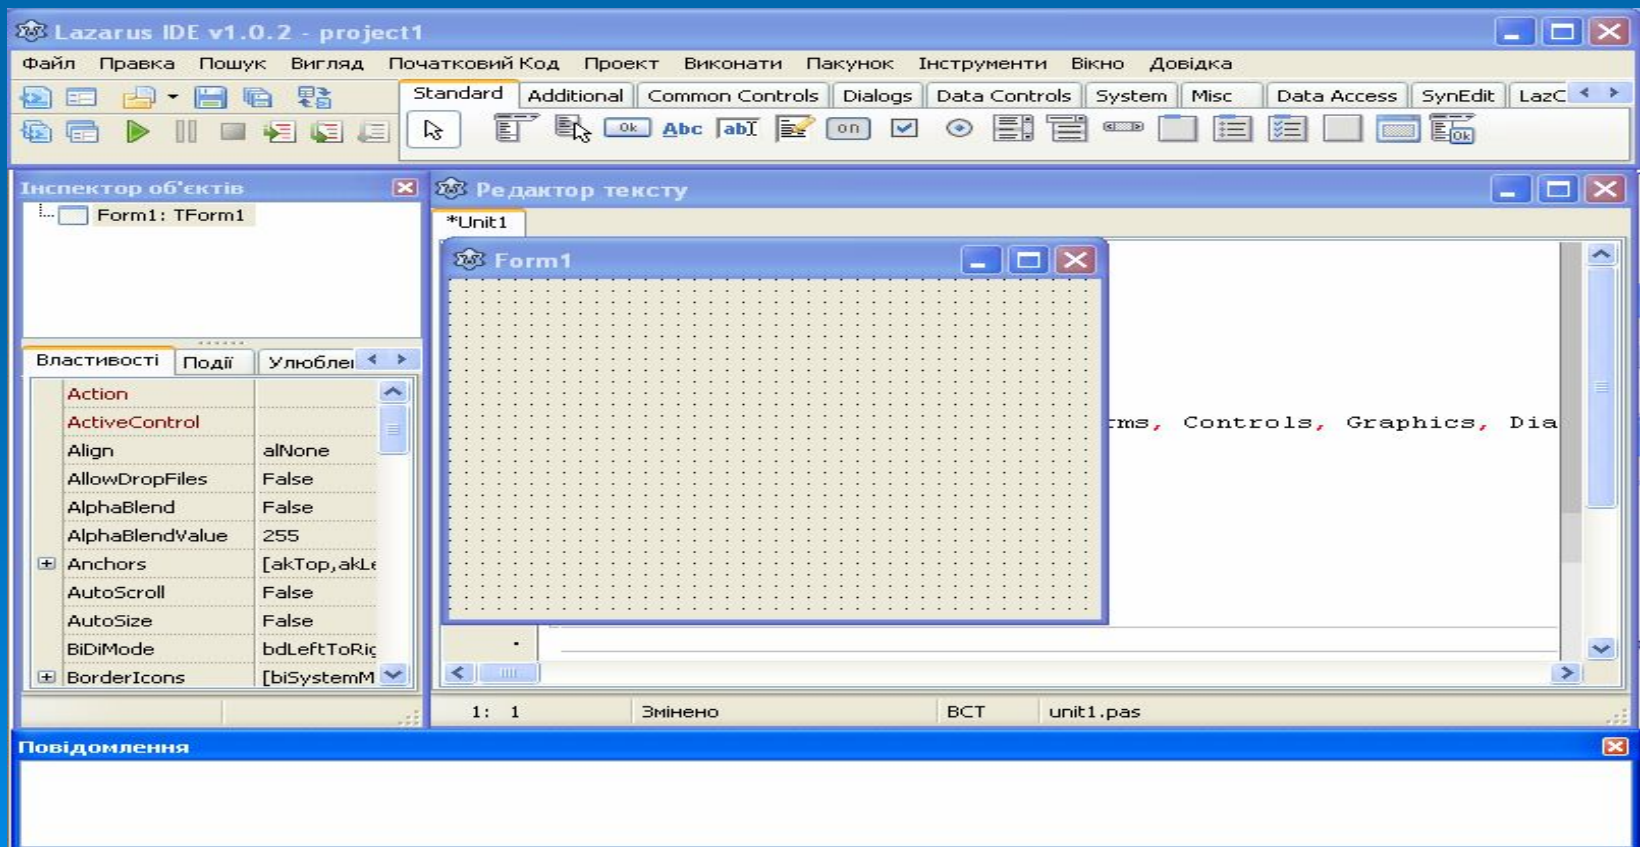 Lazarus IDE v1.0.2 - project1
Файл Правка Пошук Вигляд Початковий Код Проект Виконати Пакунок Інструменти Вікно Довідка
Standard Additional Common Controls Dialogs Data Controls System Misc Data Access SynEdit LazC
Ok Abc abI on Ok
Інспектор об'єктів
Form1: TForm1
Властивості Події Улюблен
Action
ActiveControl
Align alNone
AllowDropFiles False
AlphaBlend False
AlphaBlendValue 255
Anchors [akTop,akLe
AutoScroll False
AutoSize False
BiDiMode bdLeftToRig
BorderIcons [biSystemM
Редактор тексту
*Unit1
Form1
rms, Controls, Graphics, Dia
1: 1 Змінено ВСТ unit1.pas
Повідомлення